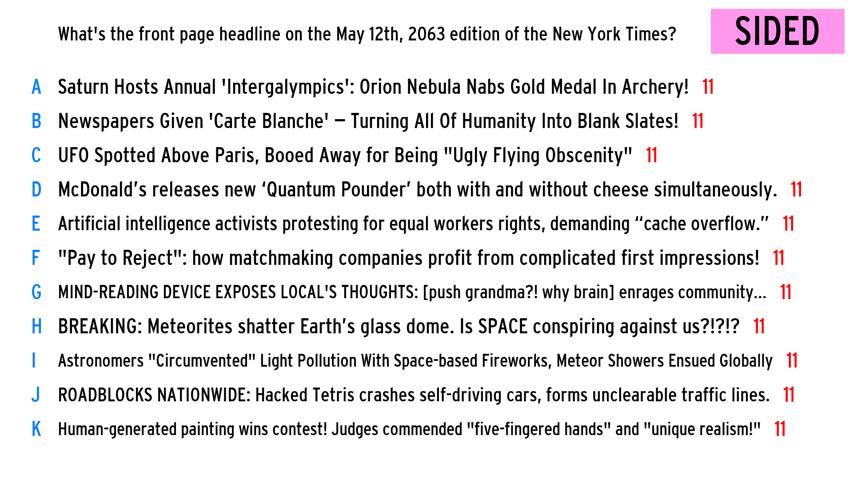 What's the front page headline on the May 12th, 2063 edition of the New York Times?
SIDED
A Saturn Hosts Annual 'Intergalympics': Orion Nebula Nabs Gold Medal In Archery! 11
B Newspapers Given 'Carte Blanche' – Turning All Of Humanity Into Blank Slates! 11
C UFO Spotted Above Paris, Booed Away for Being "Ugly Flying Obscenity" 11
D McDonald’s releases new ‘Quantum Pounder’ both with and without cheese simultaneously. 11
E Artificial intelligence activists protesting for equal workers rights, demanding “cache overflow.” 11
F "Pay to Reject": how matchmaking companies profit from complicated first impressions! 11
G MIND-READING DEVICE EXPOSES LOCAL'S THOUGHTS: [push grandma?! why brain] enrages community... 11
H BREAKING: Meteorites shatter Earth’s glass dome. Is SPACE conspiring against us?!?!? 11
I Astronomers "Circumvented" Light Pollution With Space-based Fireworks, Meteor Showers Ensued Globally 11
J ROADBLOCKS NATIONWIDE: Hacked Tetris crashes self-driving cars, forms unclearable traffic lines. 11
K Human-generated painting wins contest! Judges commended "five-fingered hands" and "unique realism!" 11